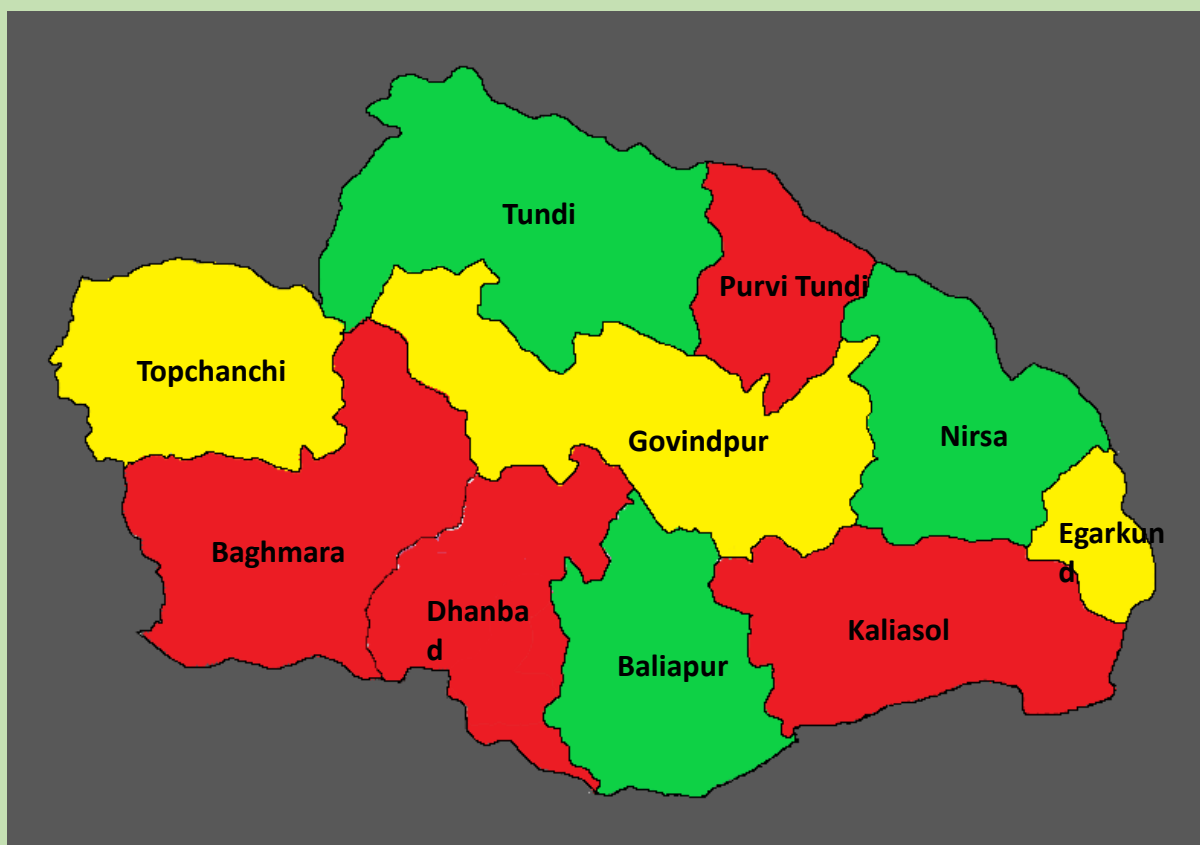 Tundi
Purvi Tundi
Topchanchi
Govindpur
Nirsa
Egarkun
d
Baghmara
Dhanba
d
Kaliasol
Baliapur